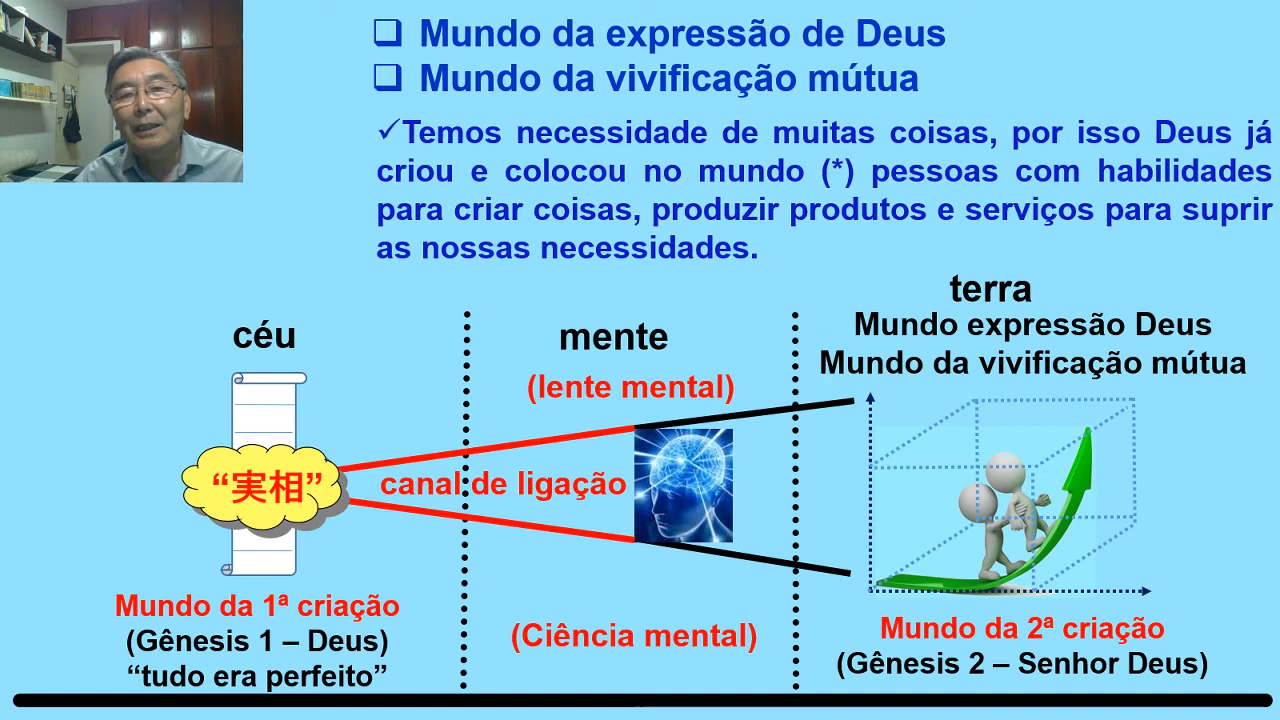 Mundo da expressão de Deus
Mundo da vivificação mútua
Temos necessidade de muitas coisas, por isso Deus já
criou e colocou no mundo (*) pessoas com habilidades
para criar coisas, produzir produtos e serviços para suprir
as nossas necessidades.
céu
mente
terra
Mundo expressão Deus
Mundo da vivificação mútua
(lente mental)
“実相”
canal de ligação
Mundo da 1ª criação
(Gênesis 1 – Deus)
“tudo era perfeito”
(Ciência mental)
Mundo da 2ª criação
(Gênesis 2 – Senhor Deus)